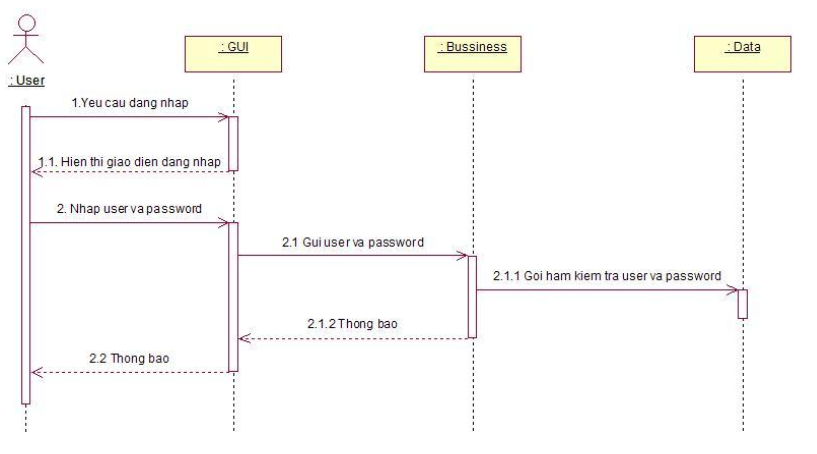 : GUI
: Bussiness
: Data
: User
1.Yeu cau dang nhap
1.1. Hien thi giao dien dang nhap
2. Nhap user va password
2.1 Gui user va password
2.1.1 Goi ham kiem tra user va password
2.1.2 Thong bao
2.2 Thong bao